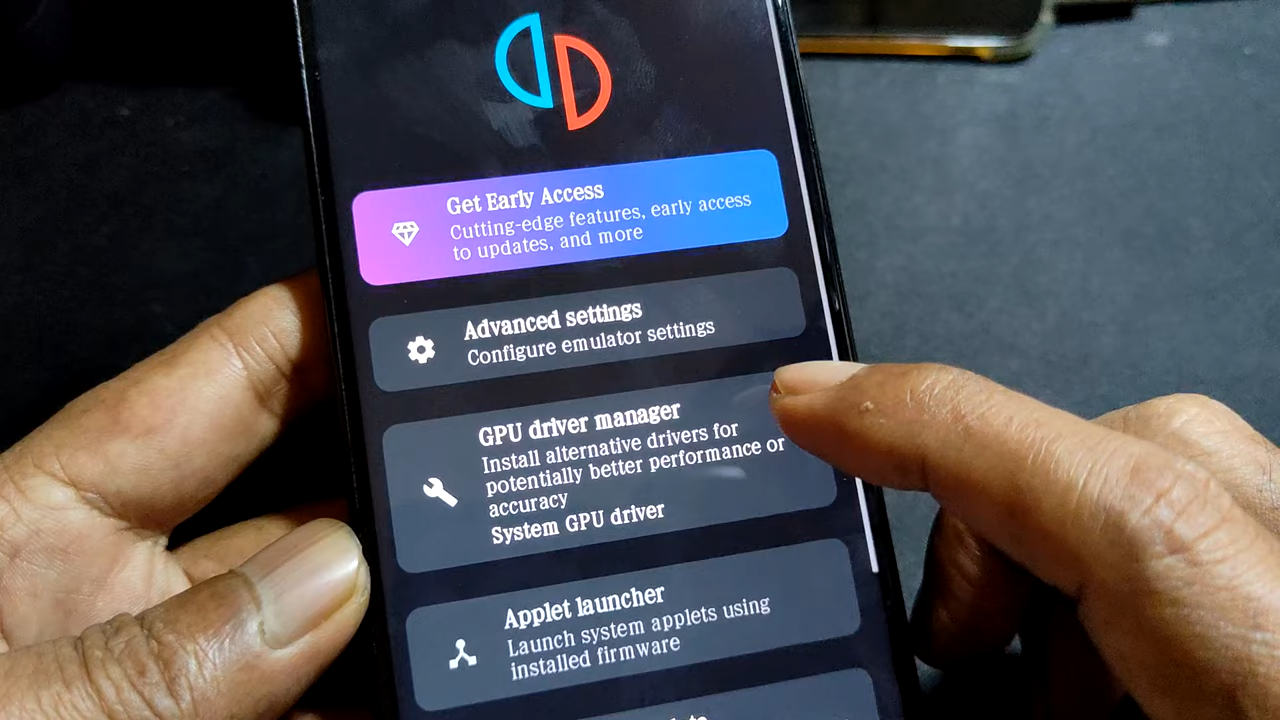 Get Early Access
Cutting-edge features, early access
to updates, and more
Advanced settings
Configure emulator settings
GPU driver manager
Install alternative drivers for
potentially better performance or
accuracy
System GPU driver
Applet launcher
Launch system applets using
installed firmware